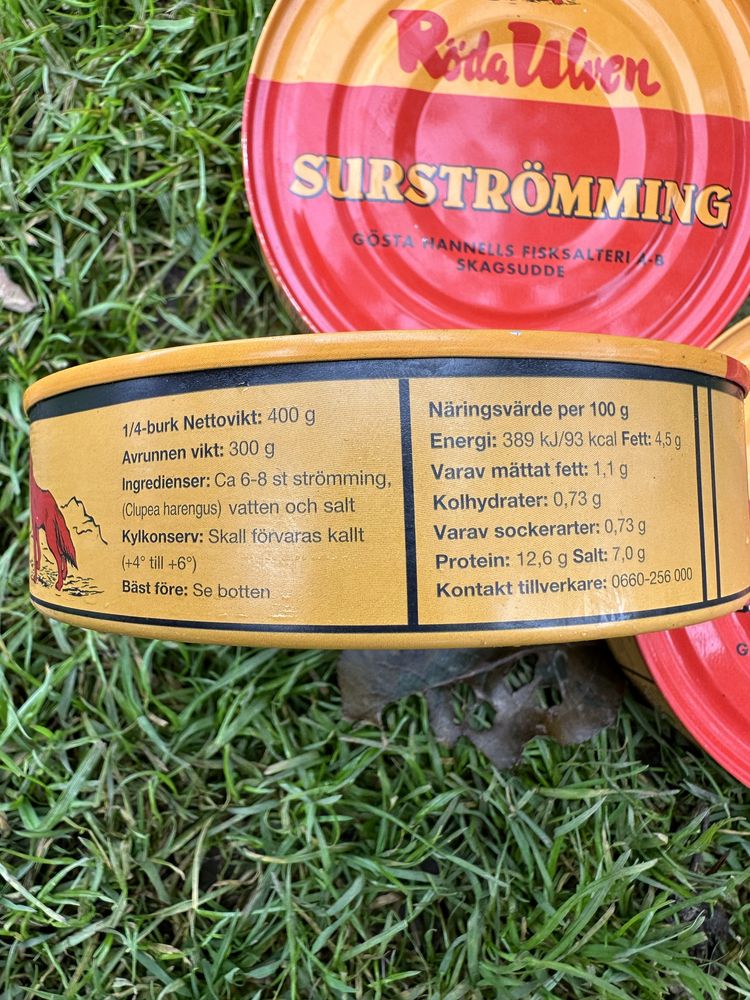 Röda Ulven
SURSTRÖMMING
GÖSTA HANNELLS FISKSALTERI A-B
SKAGSUDDE
1/4-burk Nettovikt: 400 g
Avrunnen vikt: 300 g
Ingredienser: Ca 6-8 st strömming,
(Clupea harengus) vatten och salt
Kylkonserv: Skall förvaras kallt
(+4° till +6°)
Bäst före: Se botten
Näringsvärde per 100 g
Energi: 389 kJ/93 kcal Fett: 4,5 g
Varav mättat fett: 1,1 g
Kolhydrater: 0,73 g
Varav sockerarter: 0,73 g
Protein: 12,6 g Salt: 7,0 g
Kontakt tillverkare: 0660-256 000